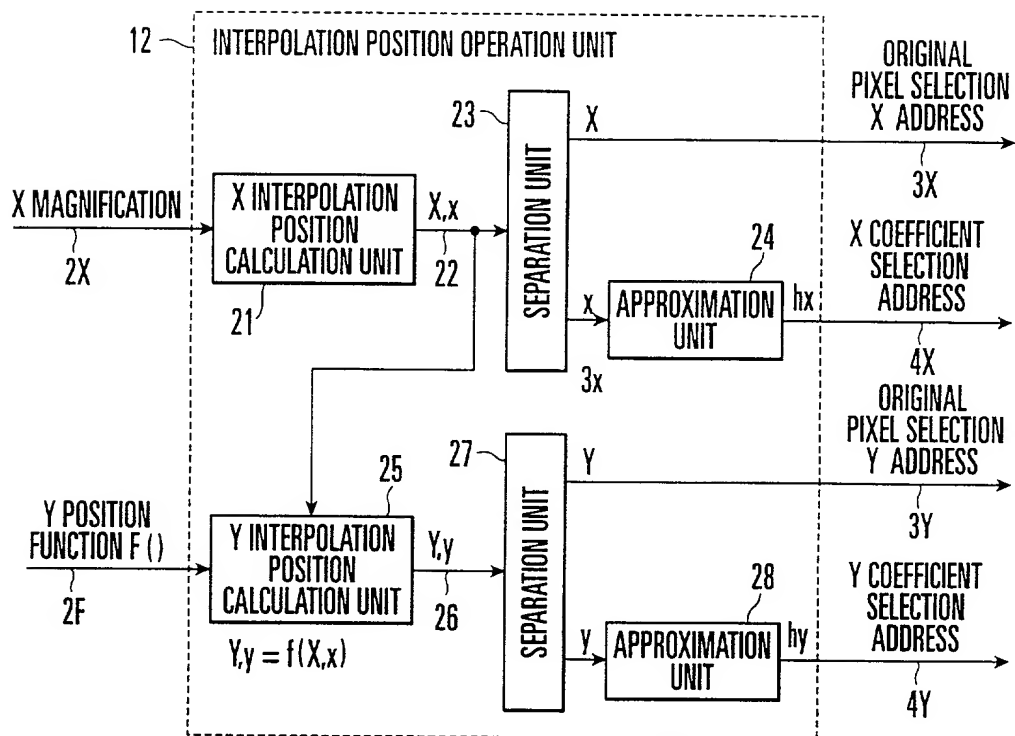 12
INTERPOLATION POSITION OPERATION UNIT
ORIGINAL
PIXEL SELECTION
X ADDRESS
3X
23
SEPARATION UNIT
X
X MAGNIFICATION
2X
X INTERPOLATION
POSITION
CALCULATION UNIT
21
X,x
22
x
3x
24
APPROXIMATION
UNIT
hx
X COEFFICIENT
SELECTION
ADDRESS
4X
ORIGINAL
PIXEL SELECTION
Y ADDRESS
3Y
27
SEPARATION UNIT
Y
Y POSITION
FUNCTION F ( )
2F
25
Y INTERPOLATION
POSITION
CALCULATION UNIT
Y,y = f(X,x)
Y,y
26
y
28
APPROXIMATION
UNIT
hy
Y COEFFICIENT
SELECTION
ADDRESS
4Y